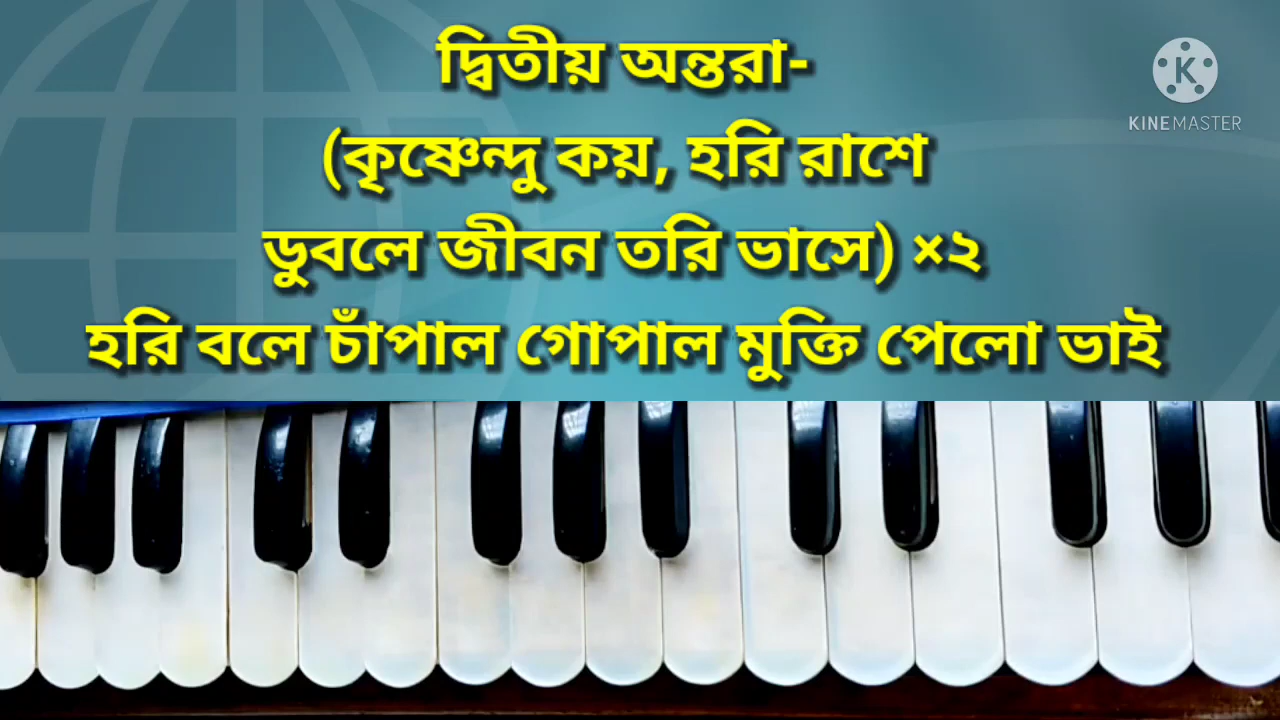 দ্বিতীয় অন্তরা-
(কৃষ্ণেন্দু কয়, হরি রাশে
ডুবলে জীবন তরি ভাসে) ×২
হরি বলে চাঁপাল গোপাল মুক্তি পেলো ভাই
K
KINEMASTER